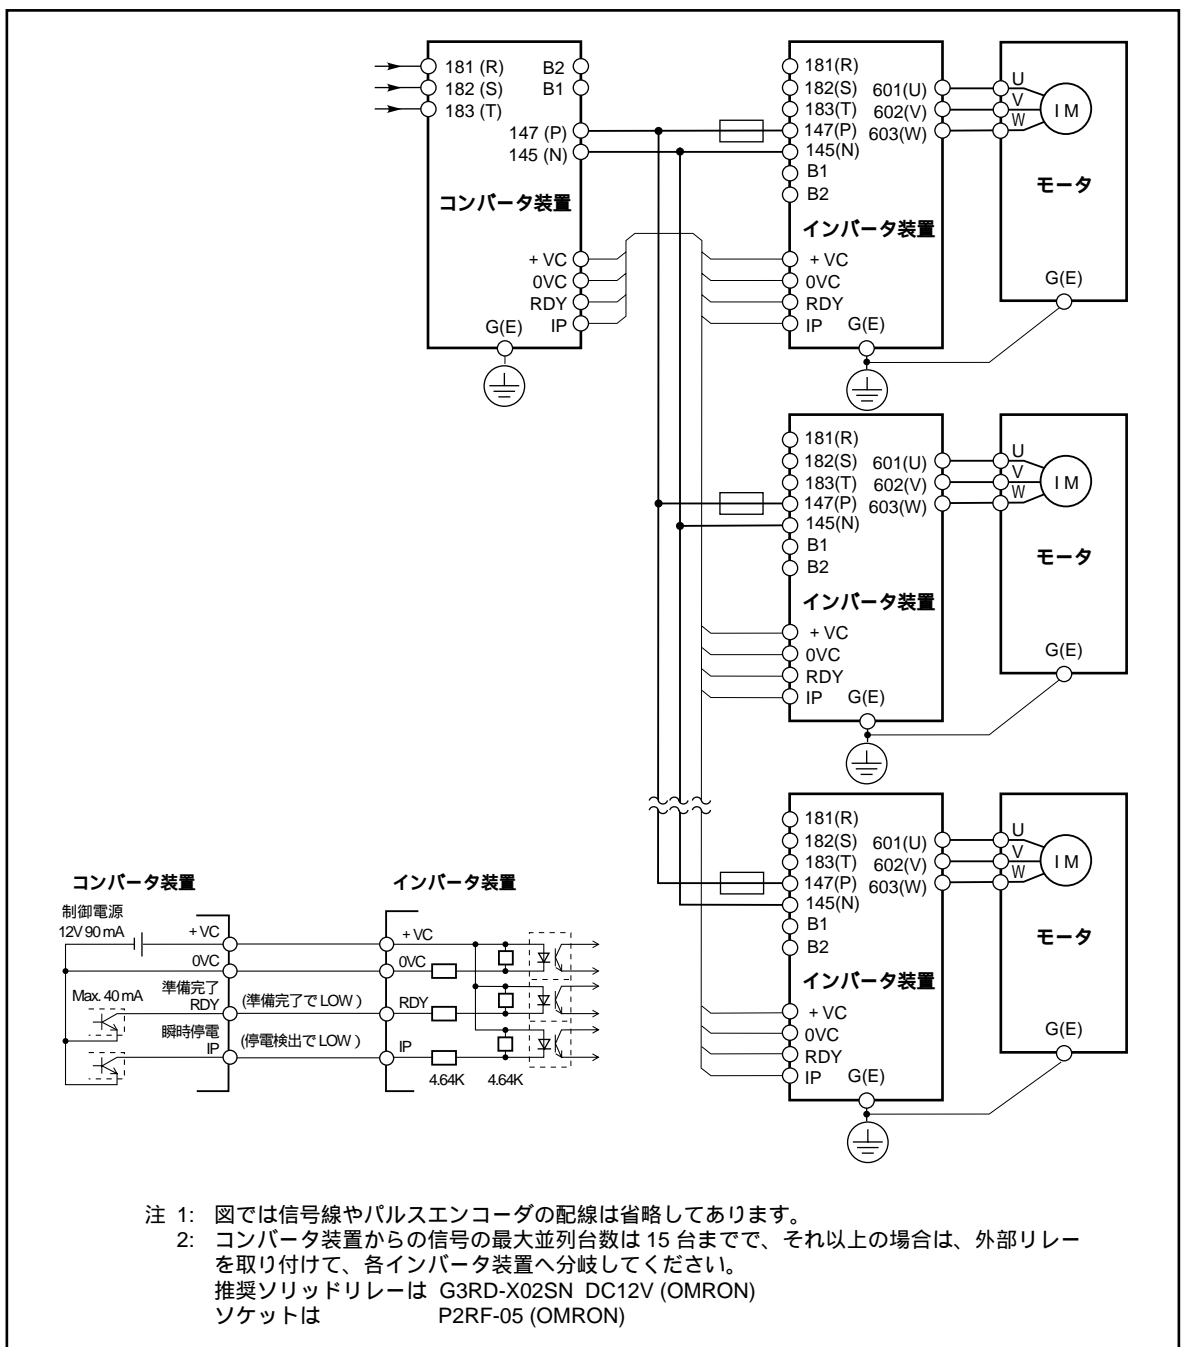 181 (R)
182 (S)
183 (T)
B2
B1
147 (P)
145 (N)
コンバータ装置
+ VC
0VC
RDY
IP
G(E)
181(R)
182(S)
183(T)
147(P)
145(N)
B1
B2
601(U)
602(V)
603(W)
インバータ装置
+ VC
0VC
RDY
IP
G(E)
U
V
W
I M
モータ
G(E)
181(R)
182(S)
183(T)
147(P)
145(N)
B1
B2
601(U)
602(V)
603(W)
インバータ装置
+ VC
0VC
RDY
IP
G(E)
U
V
W
I M
モータ
G(E)
181(R)
182(S)
183(T)
147(P)
145(N)
B1
B2
601(U)
602(V)
603(W)
インバータ装置
+ VC
0VC
RDY
IP
G(E)
U
V
W
I M
モータ
G(E)
コンバータ装置
インバータ装置
制御電源
12V 90 mA
+ VC
0VC
準備完了
RDY
Max. 40 mA
瞬時停電
IP
(準備完了で LOW )
(停電検出で LOW )
+ VC
0VC
RDY
IP
4.64K
4.64K
注 1: 図では信号線やパルスエンコーダの配線は省略してあります。
2: コンバータ装置からの信号の最大並列台数は 15 台までで、それ以上の場合は、外部リレー
を取り付けて、各インバータ装置へ分岐してください。
推奨ソリッドリレーは G3RD-X02SN DC12V (OMRON)
ソケットは P2RF-05 (OMRON)